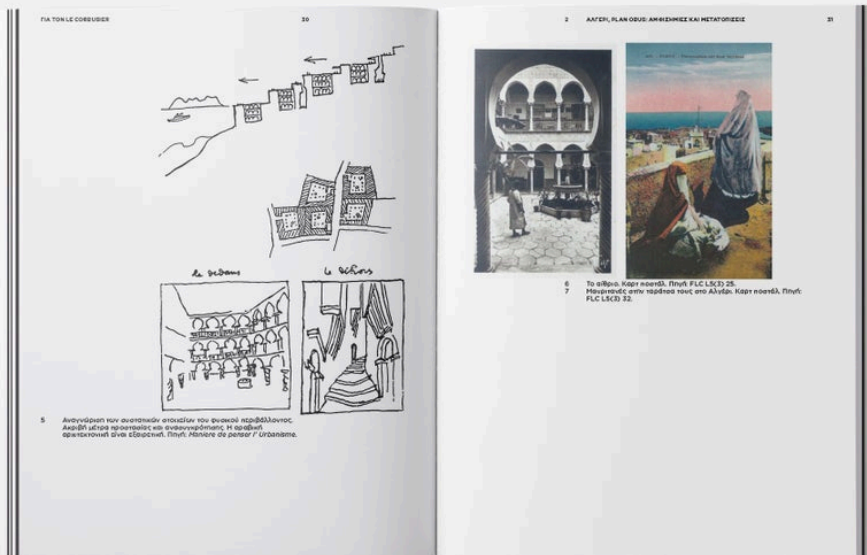 ΓΙΑ ΤΟΝ LE CORBUSIER
30
le dedans
le dehors
5 Αναγνώριση των συστατικών στοιχείων του φυσικού περιβάλλοντος.
Ακριβή μέτρα προστασίας και ανασυγκρότησης. Η αραβική
αρχιτεκτονική είναι εξαιρετική. Πηγή: Maniere de penser l' Urbanisme.
2 ΑΛΓΕΡΙ, PLAN OBUS: ΑΜΦΙΣΗΜΙΕΣ ΚΑΙ ΜΕΤΑΤΟΠΙΣΕΙΣ
31
6 Το αίθριο. Καρτ ποστάλ. Πηγή: FLC L5(3) 25.
7 Μαυριτανές στην ταράτσα τους στο Αλγέρι. Καρτ ποστάλ. Πηγή:
FLC L5(3) 32.